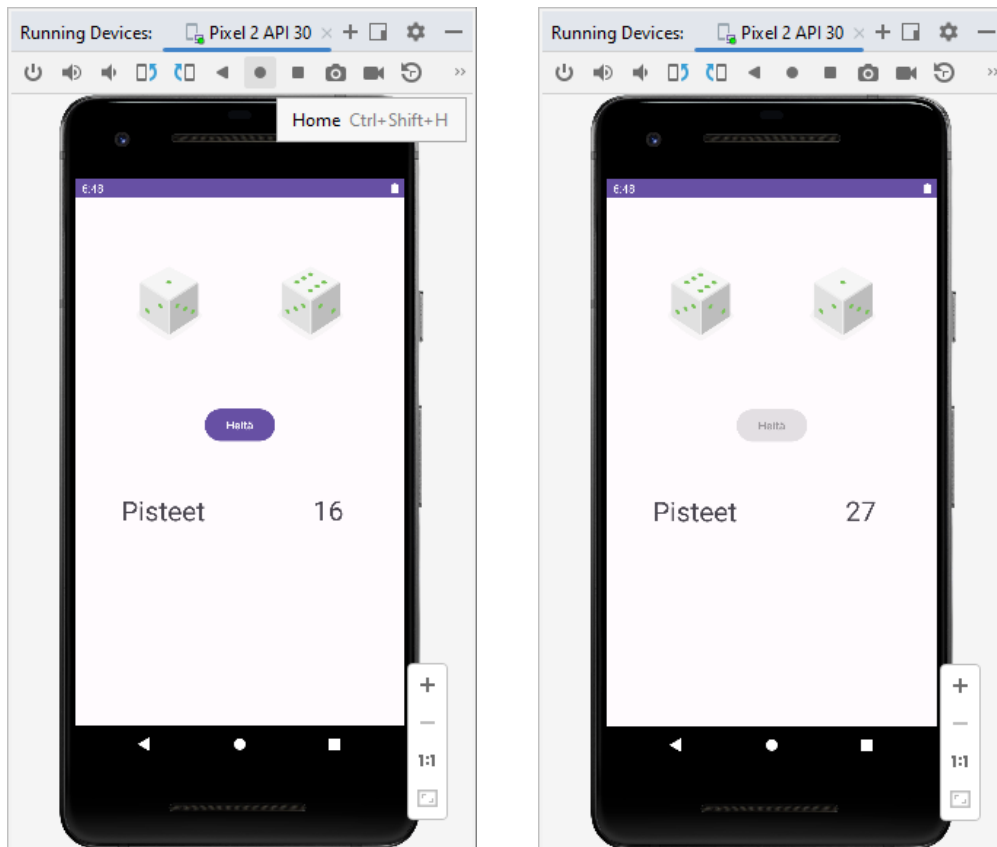 Running Devices: Pixel 2 API 30
Home Ctrl+Shift+H
6:48
Heitä
Pisteet 16
1:1
Running Devices: Pixel 2 API 30
6:48
Heitä
Pisteet 27
1:1